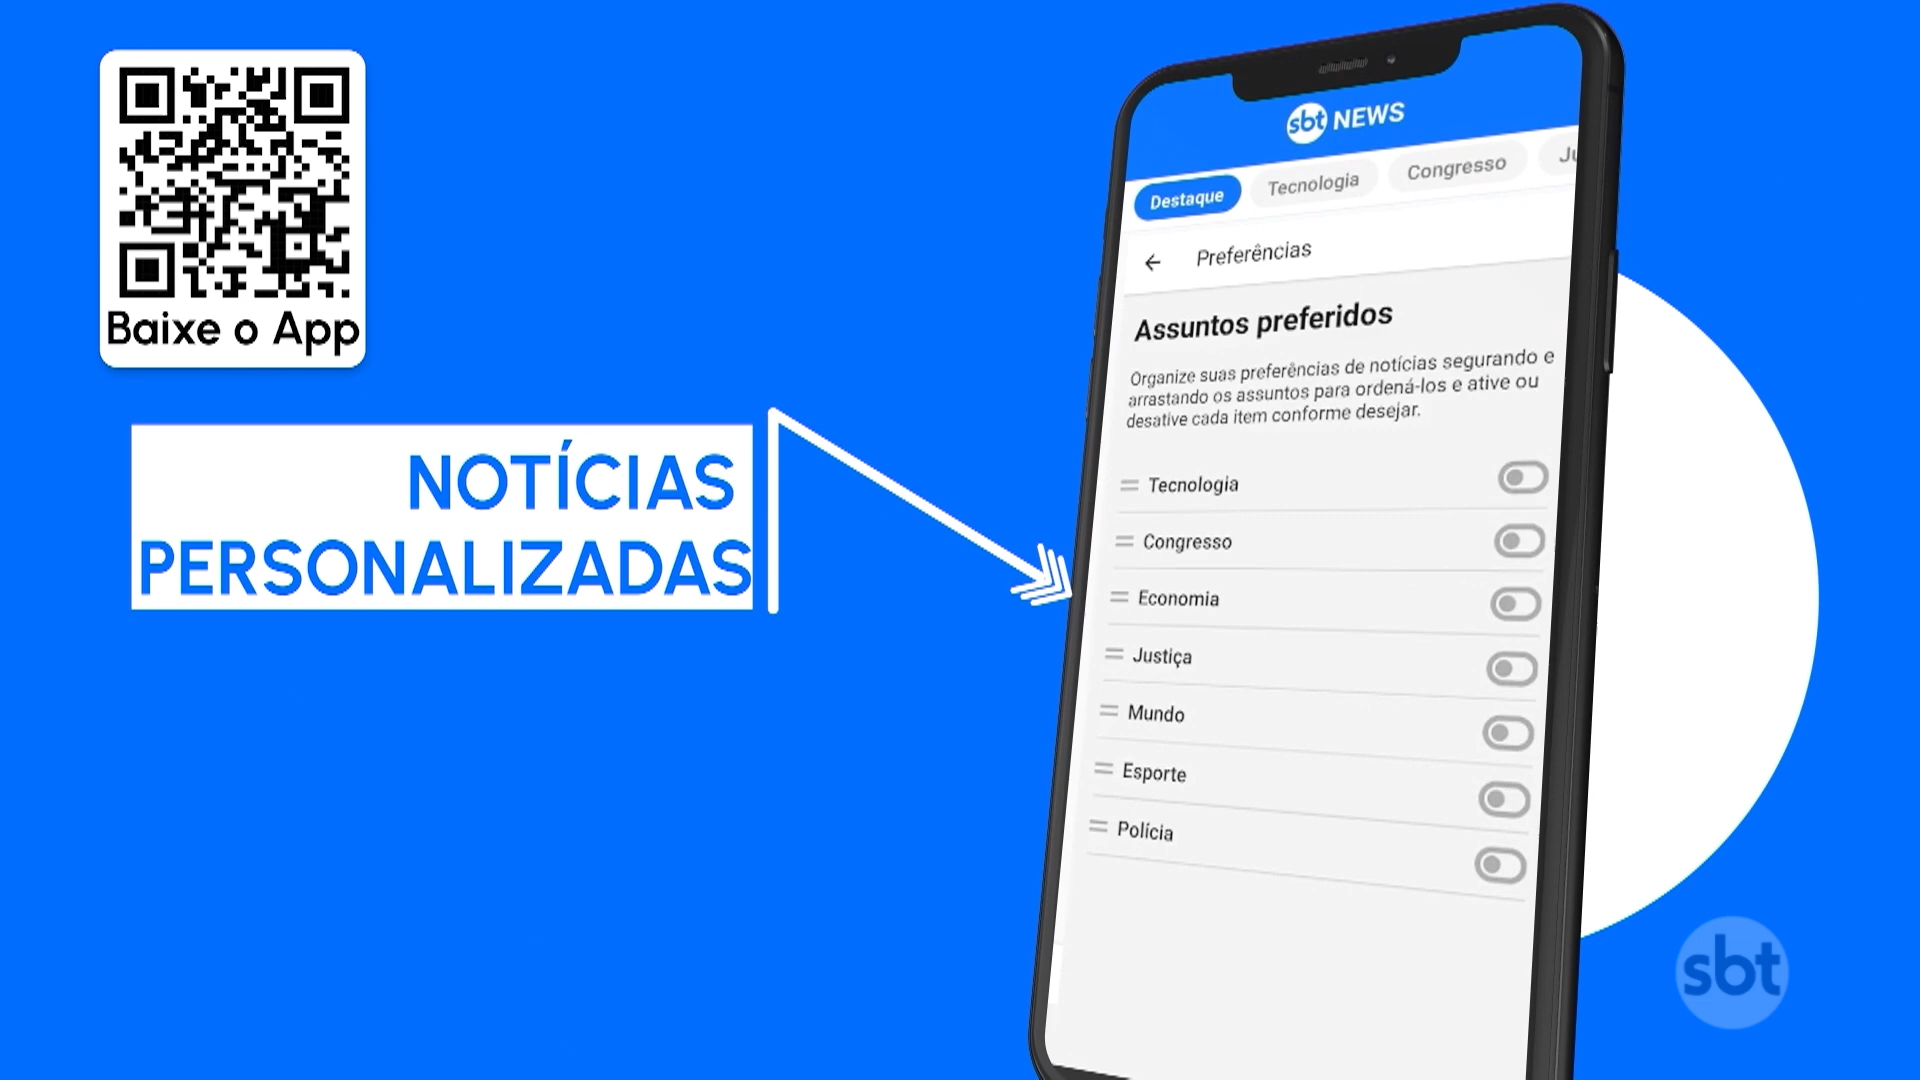 Baixe o App
NOTÍCIAS
PERSONALIZADAS
sbt NEWS
Destaque
Tecnologia
Congresso
Preferências
Assuntos preferidos
Organize suas preferências de notícias segurando e
arrastando os assuntos para ordená-los e ative ou
desative cada item conforme desejar.
Tecnologia
Congresso
Economia
Justiça
Mundo
Esporte
Polícia
sbt